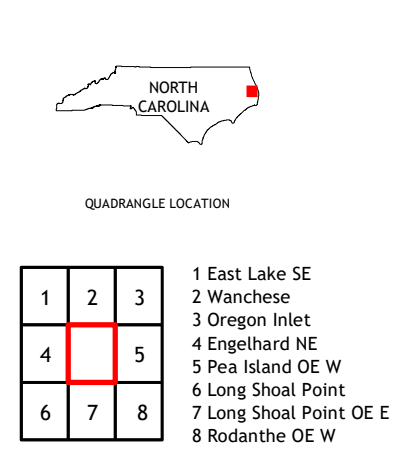 NORTH
CAROLINA
QUADRANGLE LOCATION
1 2 3
4 5
6 7 8
1 East Lake SE
2 Wanchese
3 Oregon Inlet
4 Engelhard NE
5 Pea Island OE W
6 Long Shoal Point
7 Long Shoal Point OE E
8 Rodanthe OE W